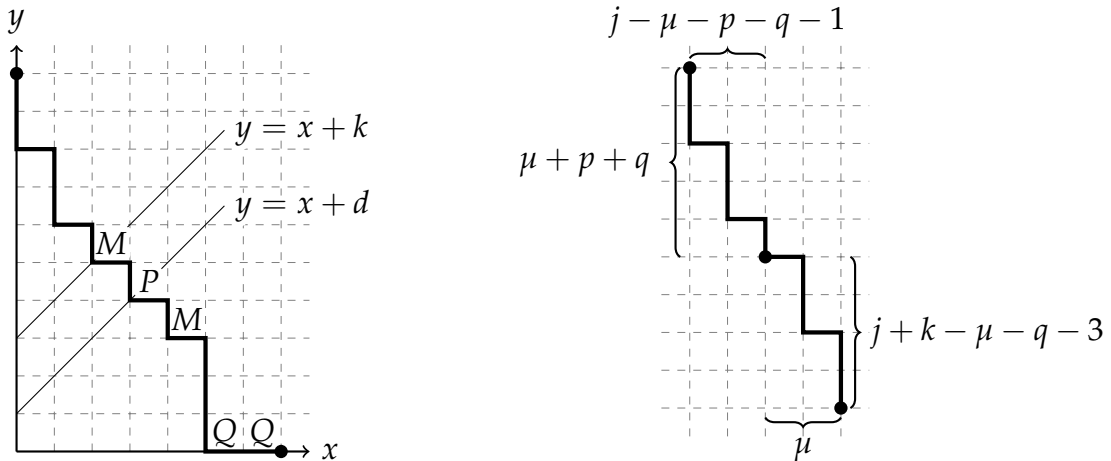 y
y = x + k
y = x + d
M
P
M
Q Q
x
j − μ − p − q − 1
μ + p + q
j + k − μ − q − 3
μ